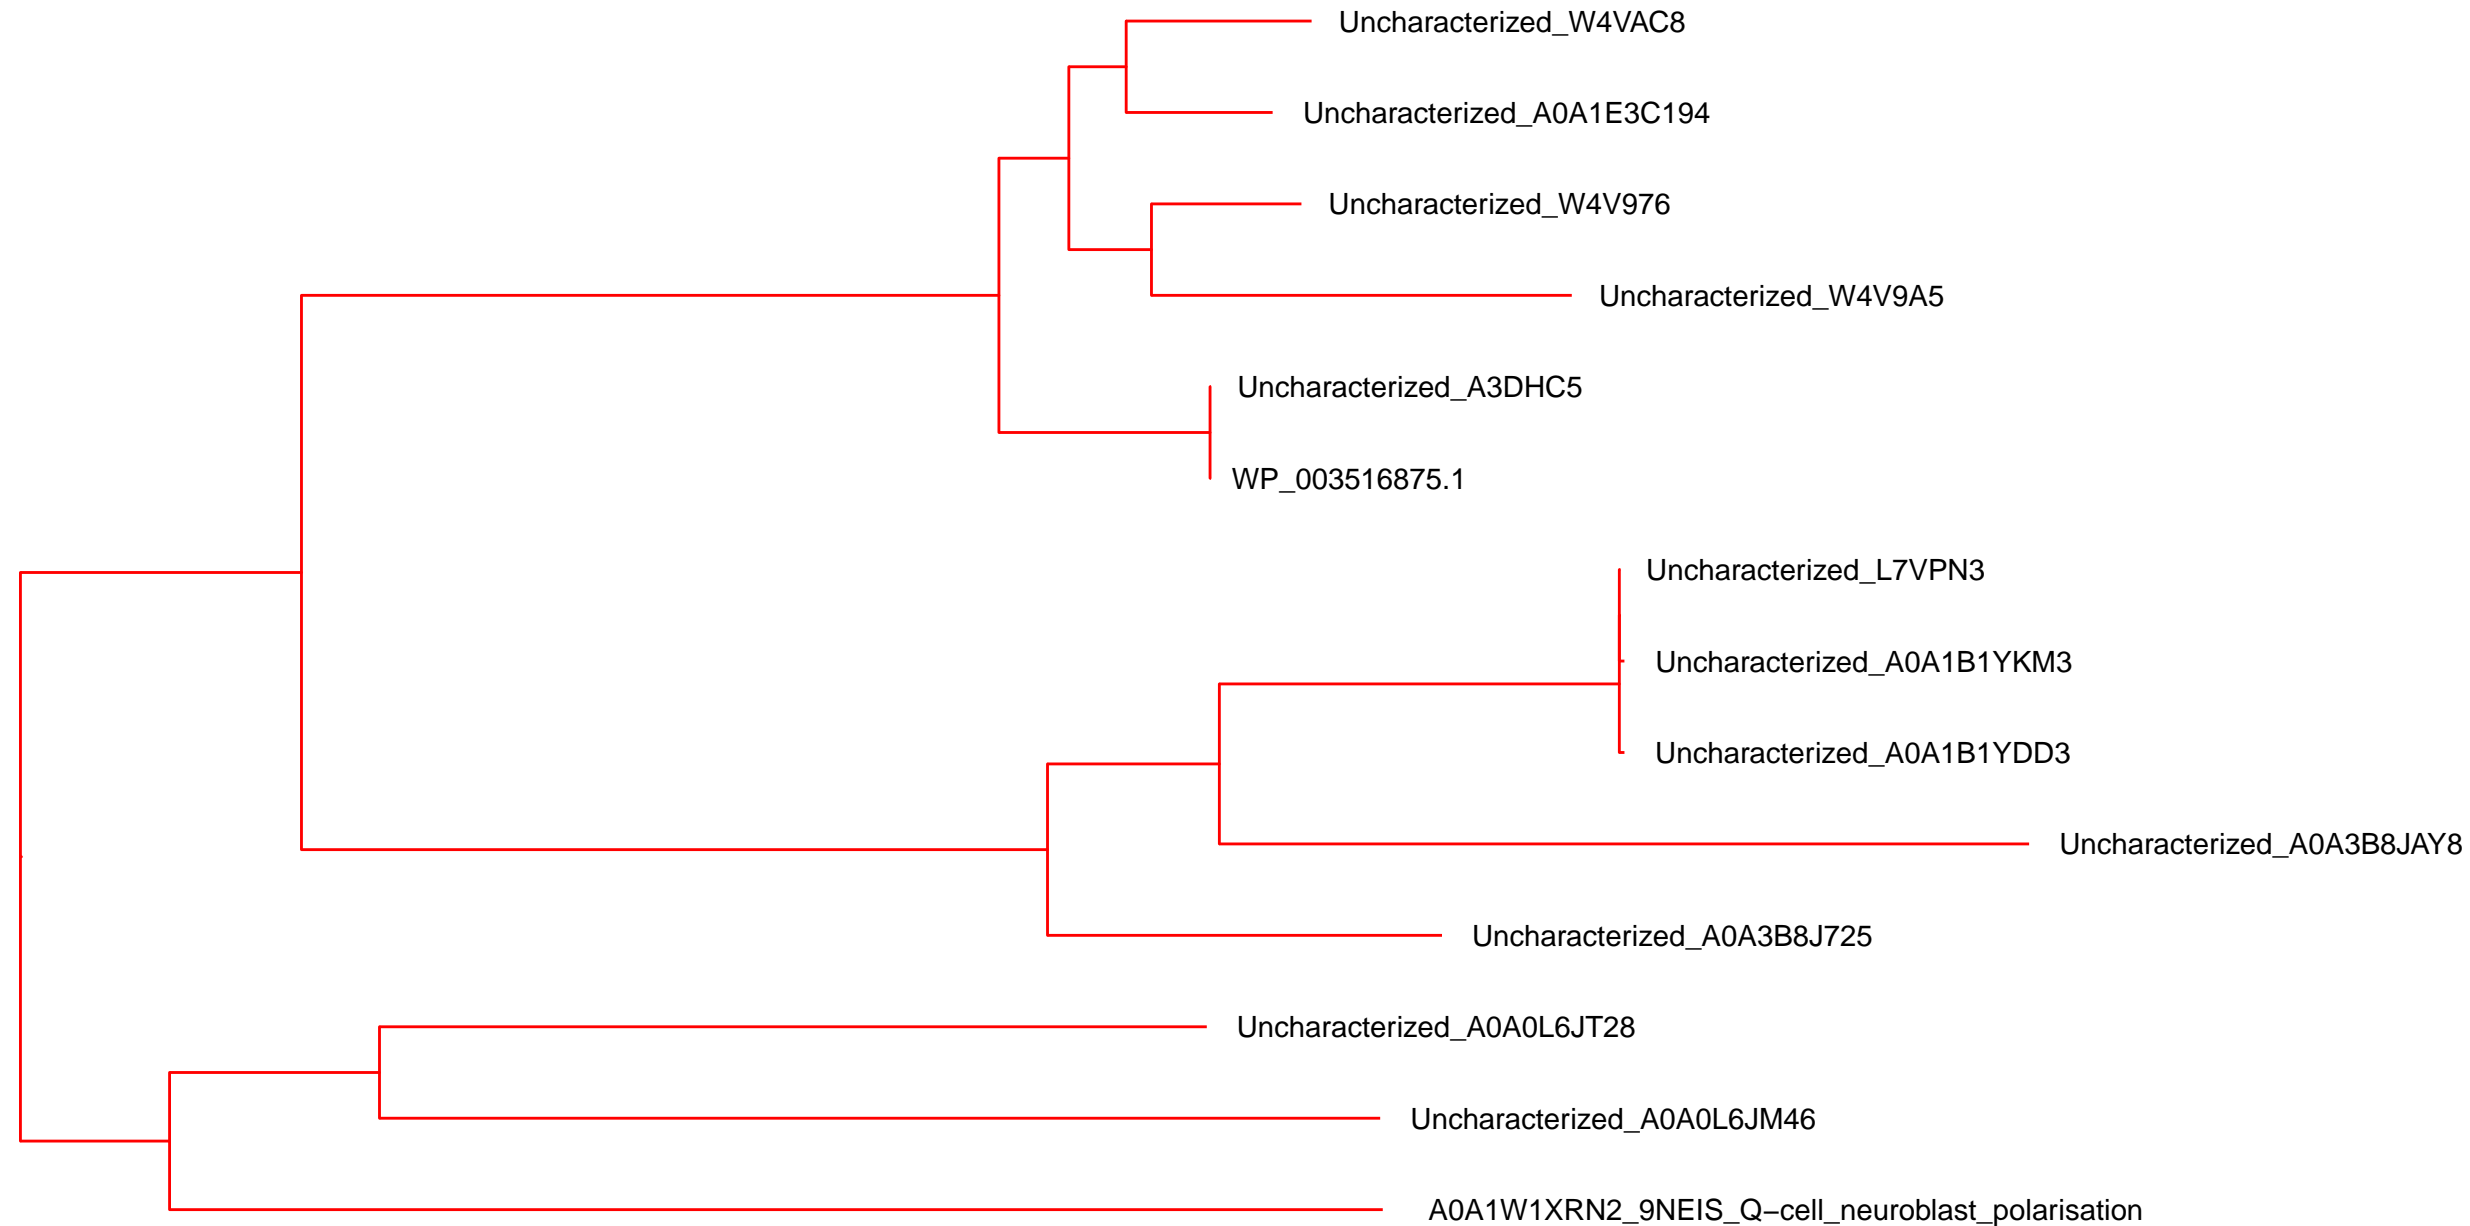 Uncharacterized_W4VAC8
Uncharacterized_A0A1E3C194
Uncharacterized_W4V976
Uncharacterized_W4V9A5
Uncharacterized_A3DHC5
WP_003516875.1
Uncharacterized_L7VPN3
Uncharacterized_A0A1B1YKM3
Uncharacterized_A0A1B1YDD3
Uncharacterized_A0A3B8JAY8
Uncharacterized_A0A3B8J725
Uncharacterized_A0A0L6JT28
Uncharacterized_A0A0L6JM46
A0A1W1XRN2_9NEIS_Q−cell_neuroblast_polarisation